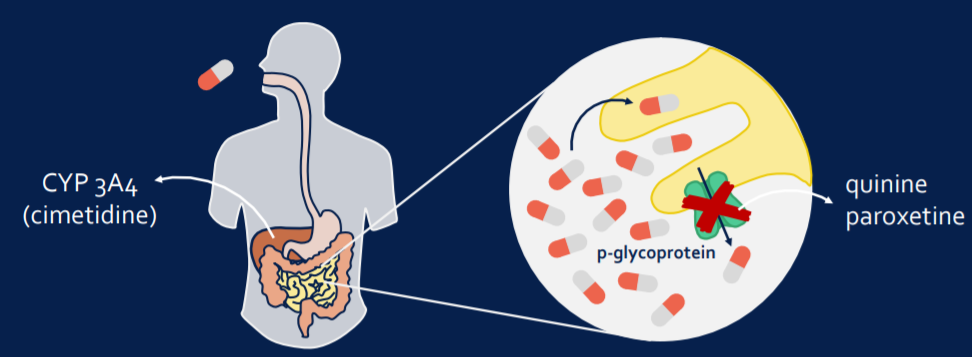 CYP 3A4
(cimetidine)
p-glycoprotein
quinine
paroxetine